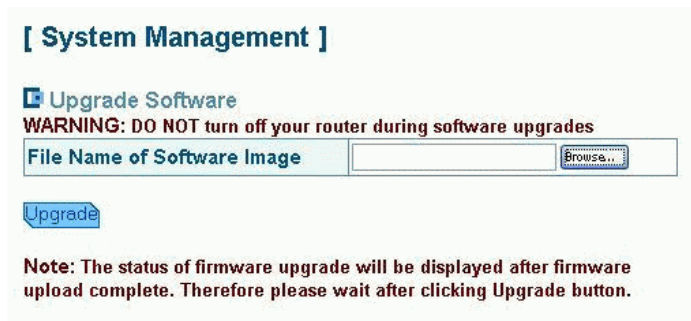 [ System Management ]
Upgrade Software
WARNING: DO NOT turn off your router during software upgrades
File Name of Software Image
Browse...
Upgrade
Note: The status of firmware upgrade will be displayed after firmware
upload complete. Therefore please wait after clicking Upgrade button.